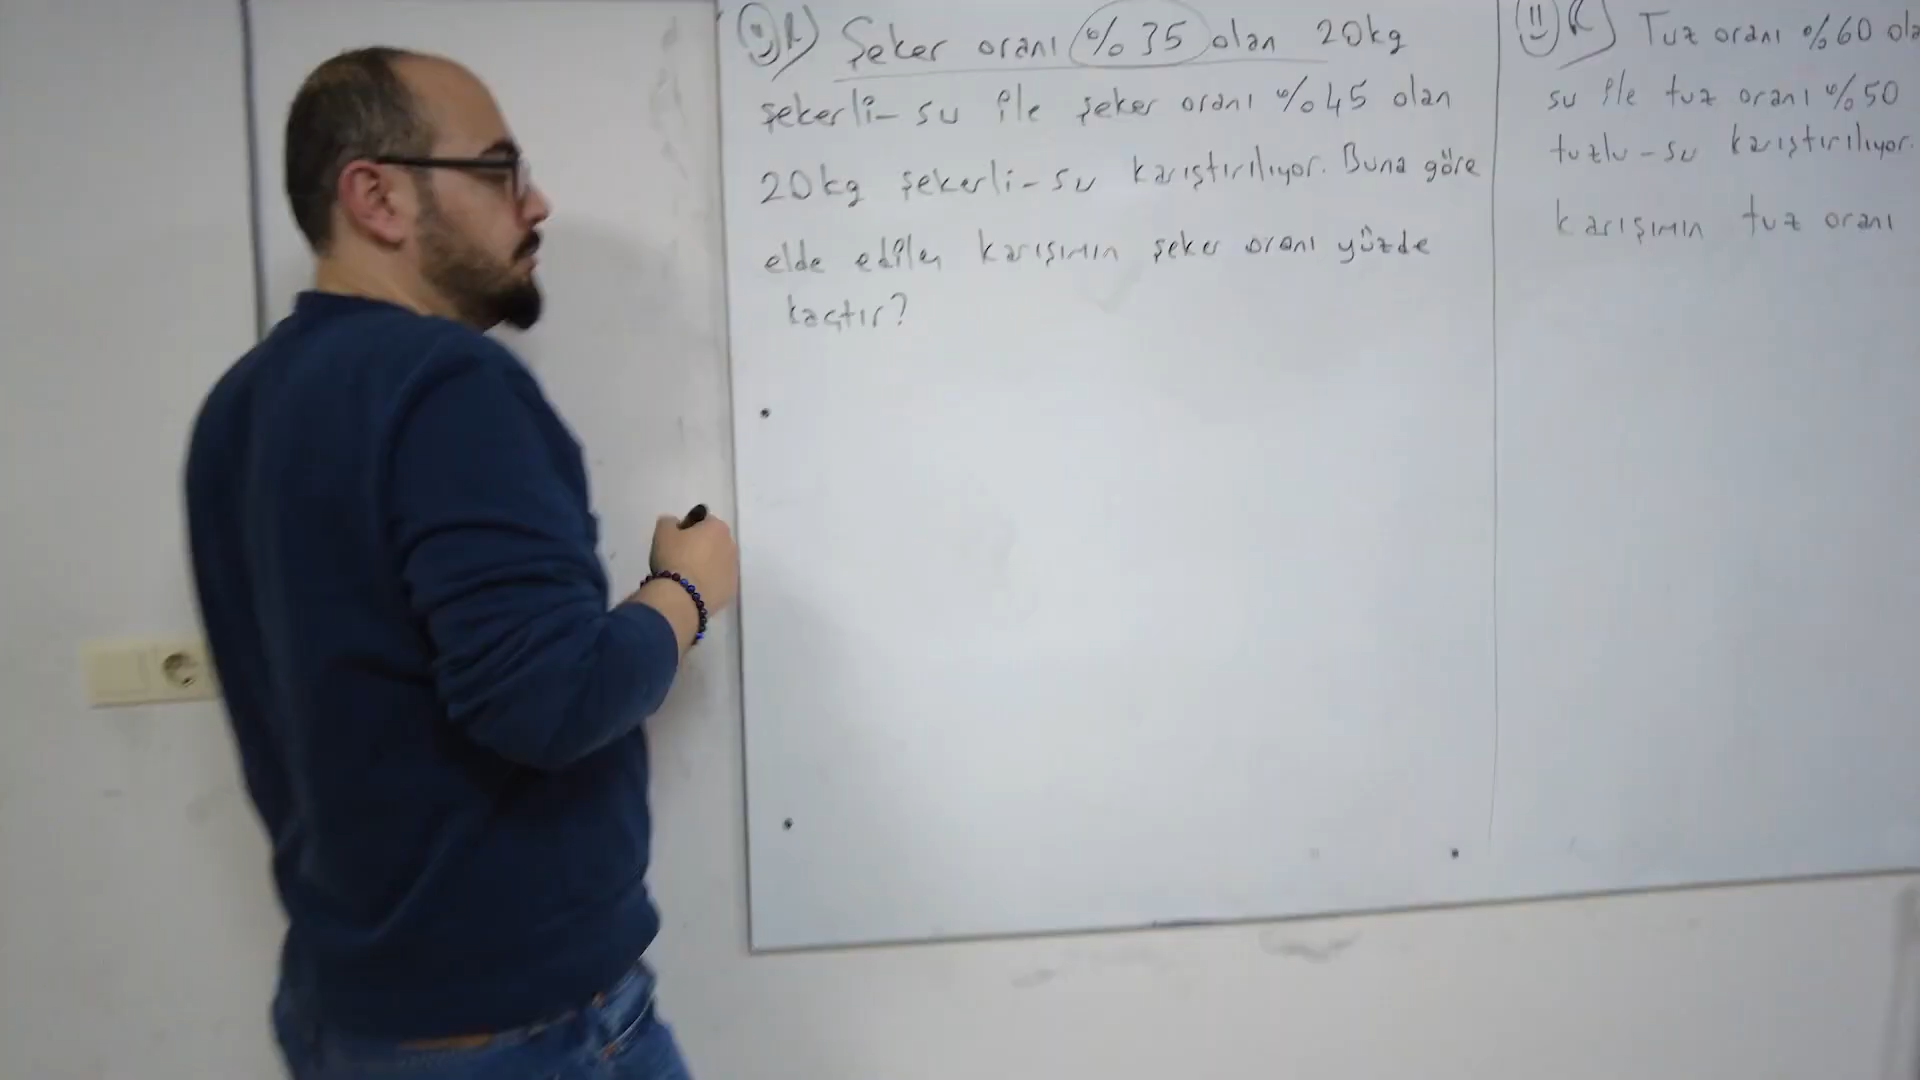 Şeker oranı %35 olan 20kg
şekerli-su ile şeker oranı %45 olan
20kg şekerli-su karıştırılıyor. Buna göre
elde edilen karışımın şeker oranı yüzde
kaçtır?
Tuz oranı %60 ola
su ile tuz oranı %50
tuzlu-su karıştırılıyor.
karışımın tuz oranı